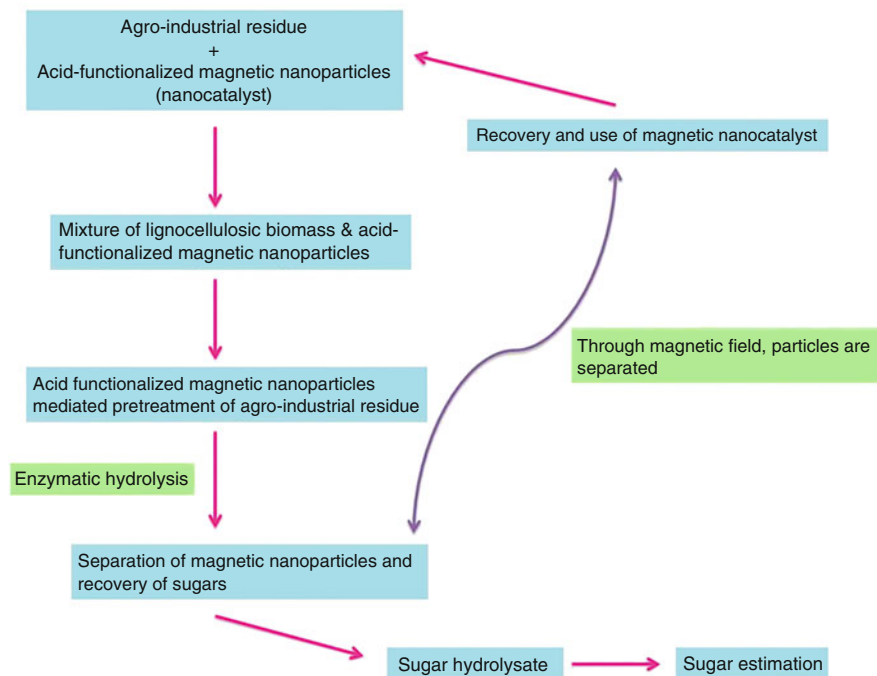 Agro-industrial residue
+
Acid-functionalized magnetic nanoparticles
(nanocatalyst)
Recovery and use of magnetic nanocatalyst
Mixture of lignocellulosic biomass & acid-
functionalized magnetic nanoparticles
Through magnetic field, particles are
separated
Acid functionalized magnetic nanoparticles
mediated pretreatment of agro-industrial residue
Enzymatic hydrolysis
Separation of magnetic nanoparticles and
recovery of sugars
Sugar hydrolysate
Sugar estimation